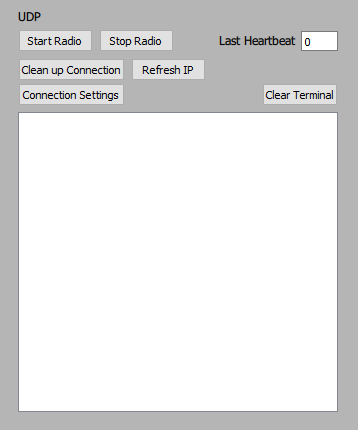 UDP
Start Radio Stop Radio Last Heartbeat 0
Clean up Connection Refresh IP
Connection Settings Clear Terminal